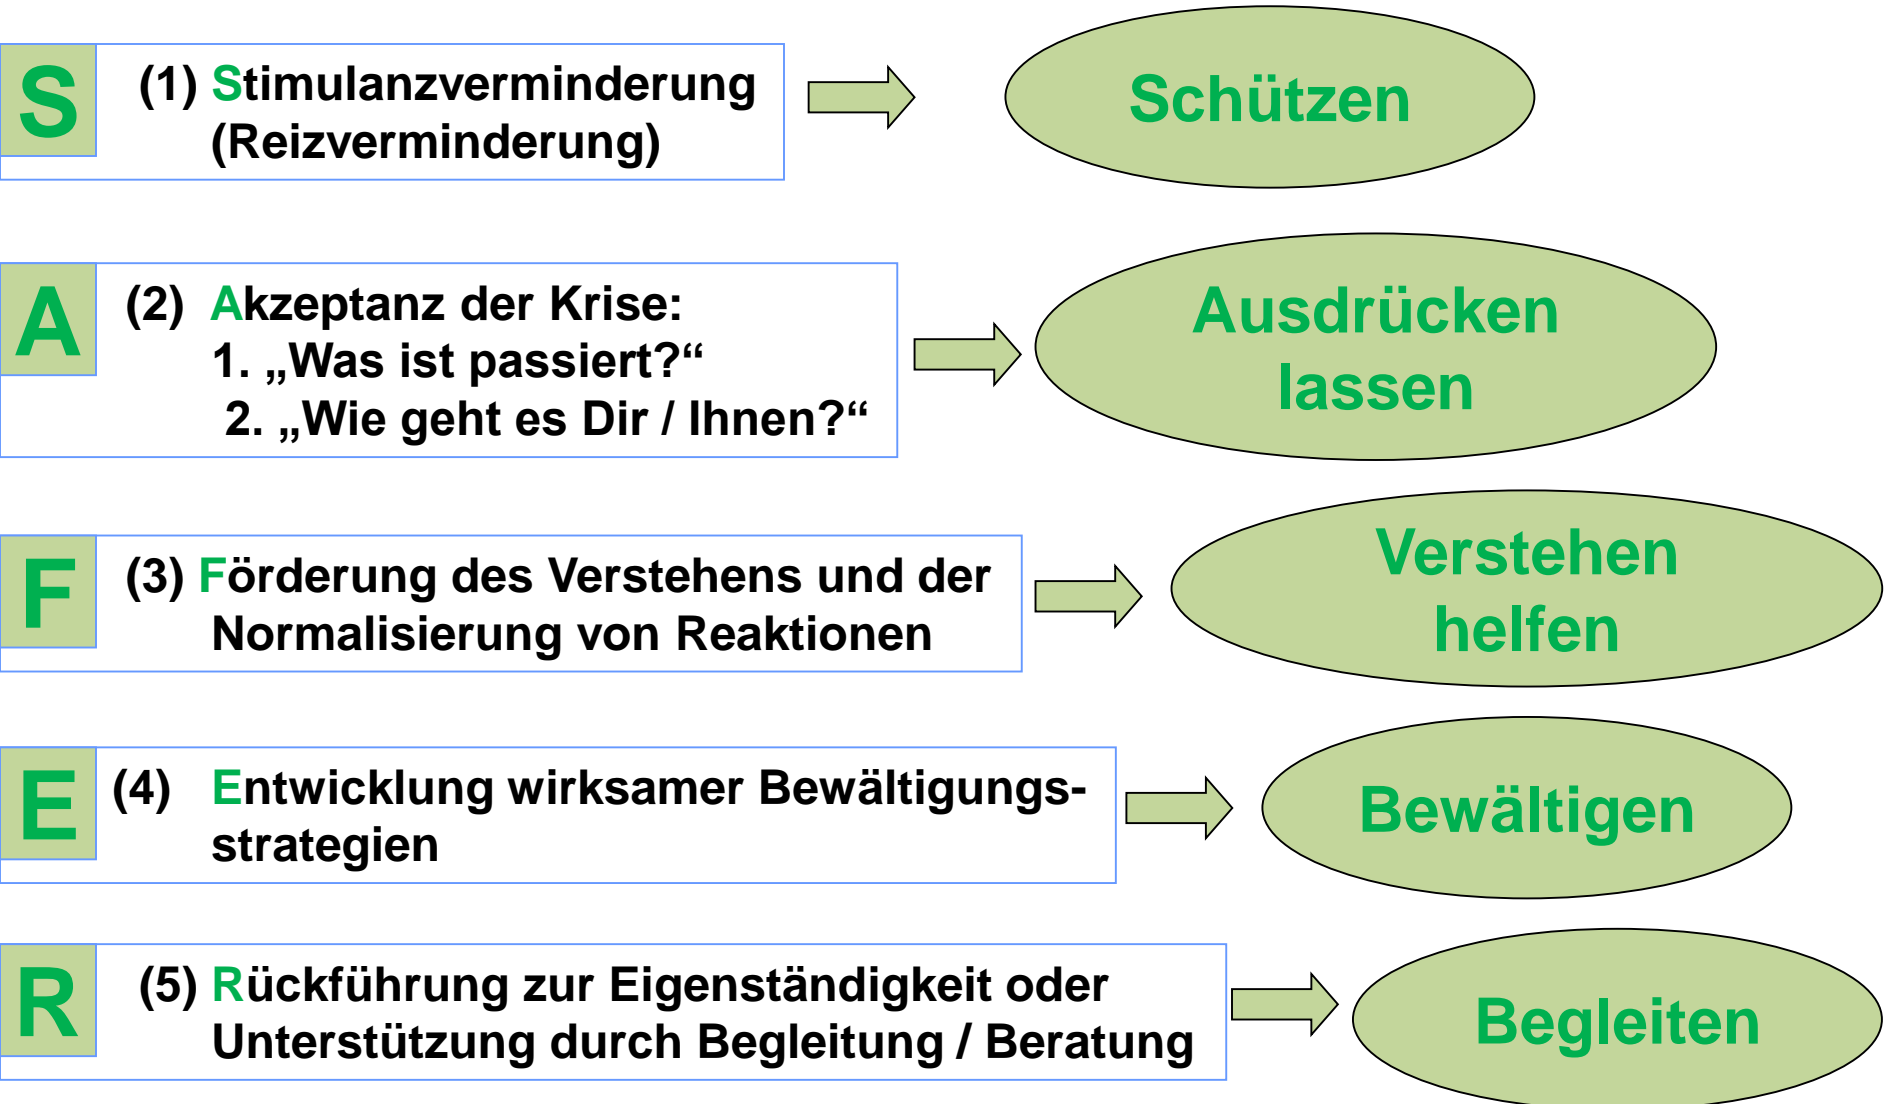 S
(1) Stimulanzverminderung
(Reizverminderung)
Schützen
A
(2) Akzeptanz der Krise:
1. „Was ist passiert?“
2. „Wie geht es Dir / Ihnen?“
Ausdrücken
lassen
F
(3) Förderung des Verstehens und der
Normalisierung von Reaktionen
Verstehen
helfen
E
(4) Entwicklung wirksamer Bewältigungs-
strategien
Bewältigen
R
(5) Rückführung zur Eigenständigkeit oder
Unterstützung durch Begleitung / Beratung
Begleiten